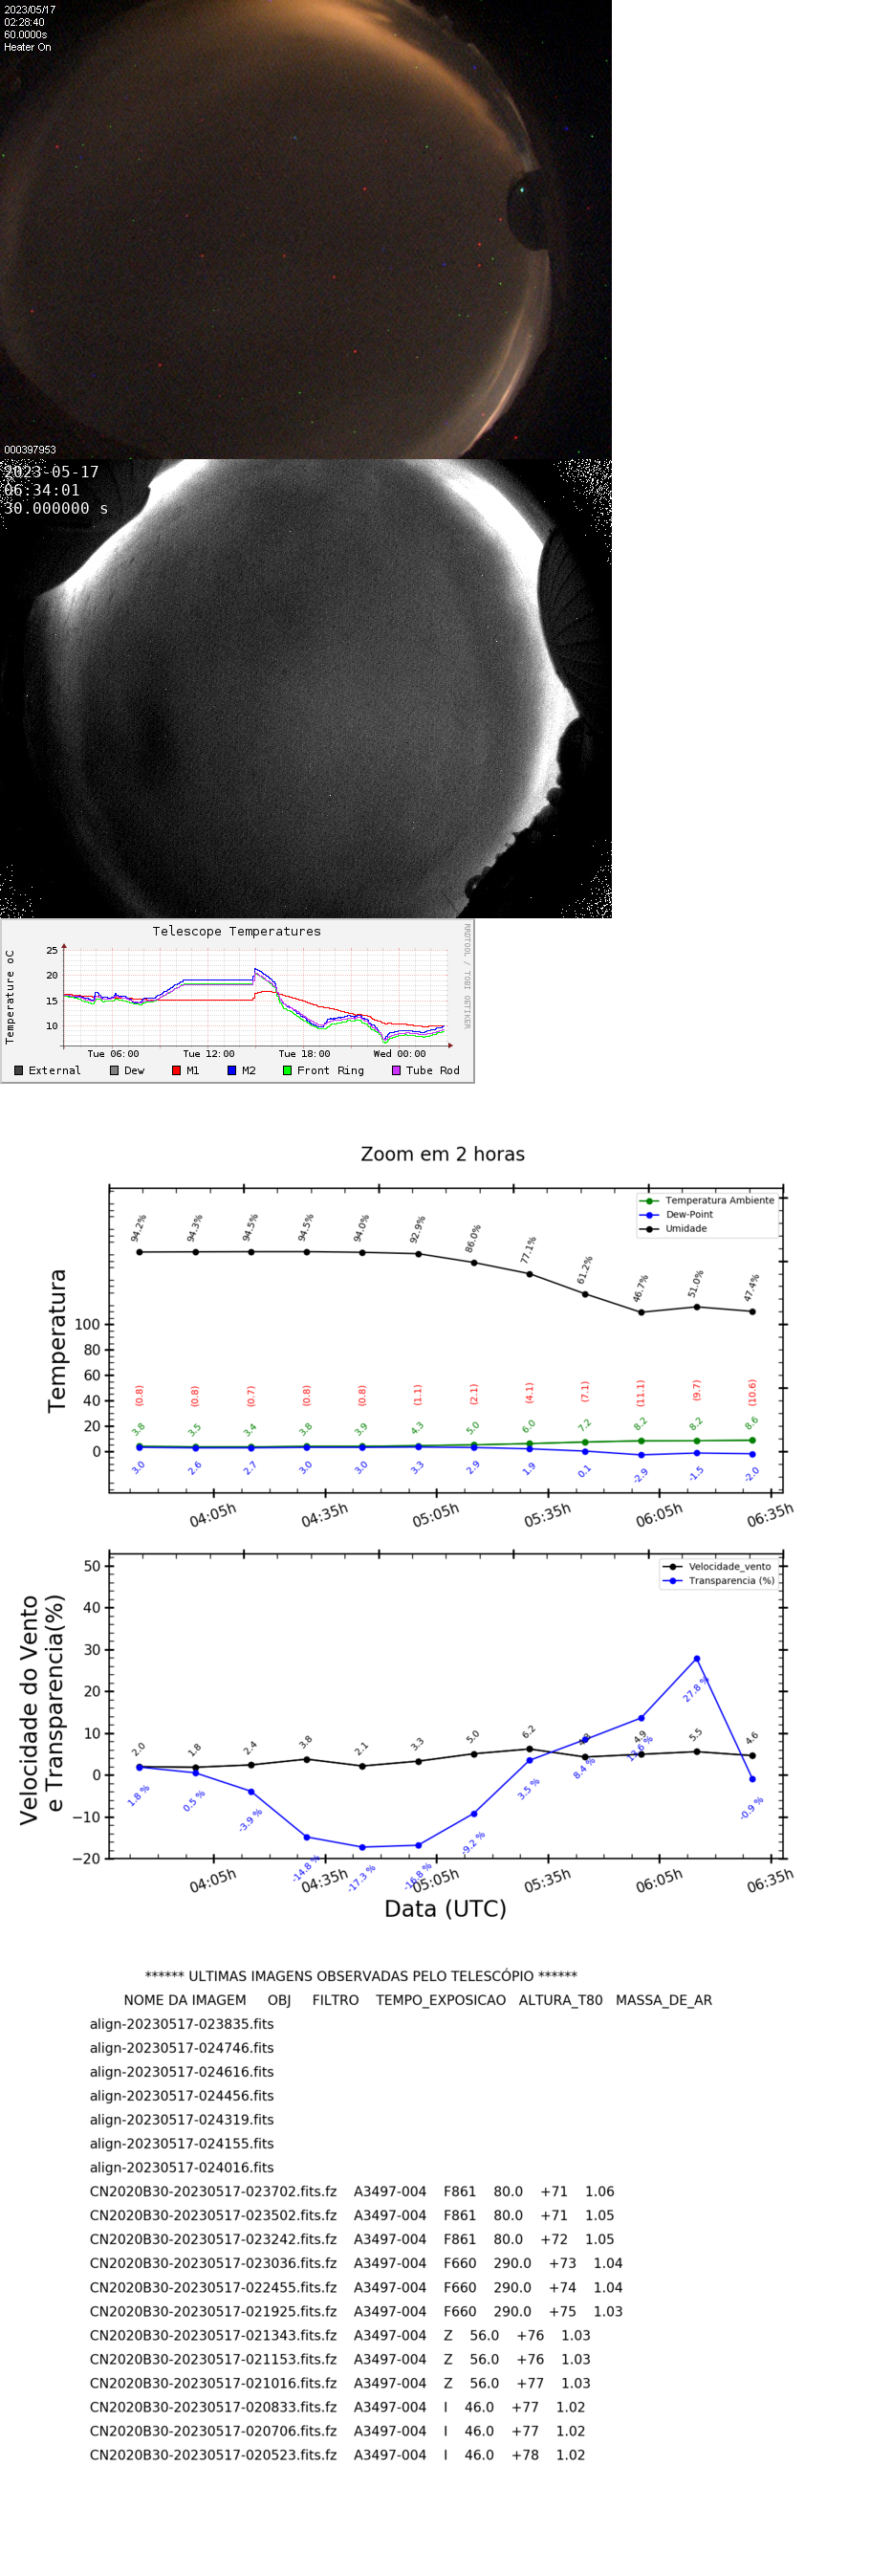 2023/05/17
02:28:40
60.0000s
Heater On
000397953
2023-05-17
06:34:01
30.000000 s
Telescope Temperatures
RRDTOOL / TOBI OETIKER
Temperature oC
25
20
15
10
Tue 06:00 Tue 12:00 Tue 18:00 Wed 00:00
External Dew M1 M2 Front Ring Tube Rod
Zoom em 2 horas
Temperatura Ambiente
Dew-Point
Umidade
94.2% 94.3% 94.5% 94.5% 94.0% 92.9% 86.0% 77.1% 61.2% 46.7% 51.0% 47.4%
Temperatura
100
80
60
40
20
0
(0.8) (0.8) (0.7) (0.8) (0.8) (1.1) (2.1) (4.1) (7.1) (11.1) (9.7) (10.6)
3.8 3.5 3.4 3.8 3.9 4.3 5.0 6.0 7.2 8.2 8.2 8.6
3.0 2.6 2.7 3.0 3.0 3.3 2.9 1.9 0.1 -2.9 -1.5 -2.0
04:05h 04:35h 05:05h 05:35h 06:05h 06:35h
Velocidade_vento
Transparencia (%)
Velocidade do Vento
e Transparencia(%)
50
40
30
20
10
0
−10
−20
2.0 1.8 2.4 3.8 2.1 3.3 5.0 6.2 4.9 5.5 4.6
1.8 % 0.5 % -3.9 % -14.8 % -17.3 % -16.8 % -9.2 % 3.5 % 8.4 % 13.6 % 27.8 % -0.9 %
04:05h 04:35h 05:05h 05:35h 06:05h 06:35h
Data (UTC)
****** ULTIMAS IMAGENS OBSERVADAS PELO TELESCÓPIO ******
NOME DA IMAGEM OBJ FILTRO TEMPO_EXPOSICAO ALTURA_T80 MASSA_DE_AR
align-20230517-023835.fits
align-20230517-024746.fits
align-20230517-024616.fits
align-20230517-024456.fits
align-20230517-024319.fits
align-20230517-024155.fits
align-20230517-024016.fits
CN2020B30-20230517-023702.fits.fz A3497-004 F861 80.0 +71 1.06
CN2020B30-20230517-023502.fits.fz A3497-004 F861 80.0 +71 1.05
CN2020B30-20230517-023242.fits.fz A3497-004 F861 80.0 +72 1.05
CN2020B30-20230517-023036.fits.fz A3497-004 F660 290.0 +73 1.04
CN2020B30-20230517-022455.fits.fz A3497-004 F660 290.0 +74 1.04
CN2020B30-20230517-021925.fits.fz A3497-004 F660 290.0 +75 1.03
CN2020B30-20230517-021343.fits.fz A3497-004 Z 56.0 +76 1.03
CN2020B30-20230517-021153.fits.fz A3497-004 Z 56.0 +76 1.03
CN2020B30-20230517-021016.fits.fz A3497-004 Z 56.0 +77 1.03
CN2020B30-20230517-020833.fits.fz A3497-004 I 46.0 +77 1.02
CN2020B30-20230517-020706.fits.fz A3497-004 I 46.0 +77 1.02
CN2020B30-20230517-020523.fits.fz A3497-004 I 46.0 +78 1.02